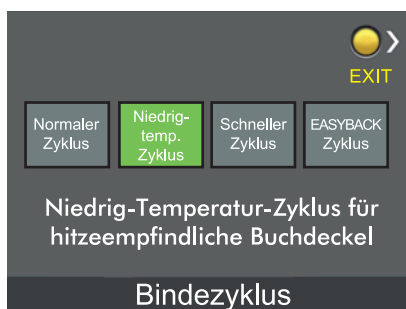 EXIT
Normaler
Zyklus
Niedrig-
temp.
Zyklus
Schneller
Zyklus
EASYBACK
Zyklus
Niedrig-Temperatur-Zyklus für
hitzeempfindliche Buchdeckel
Bindezyklus